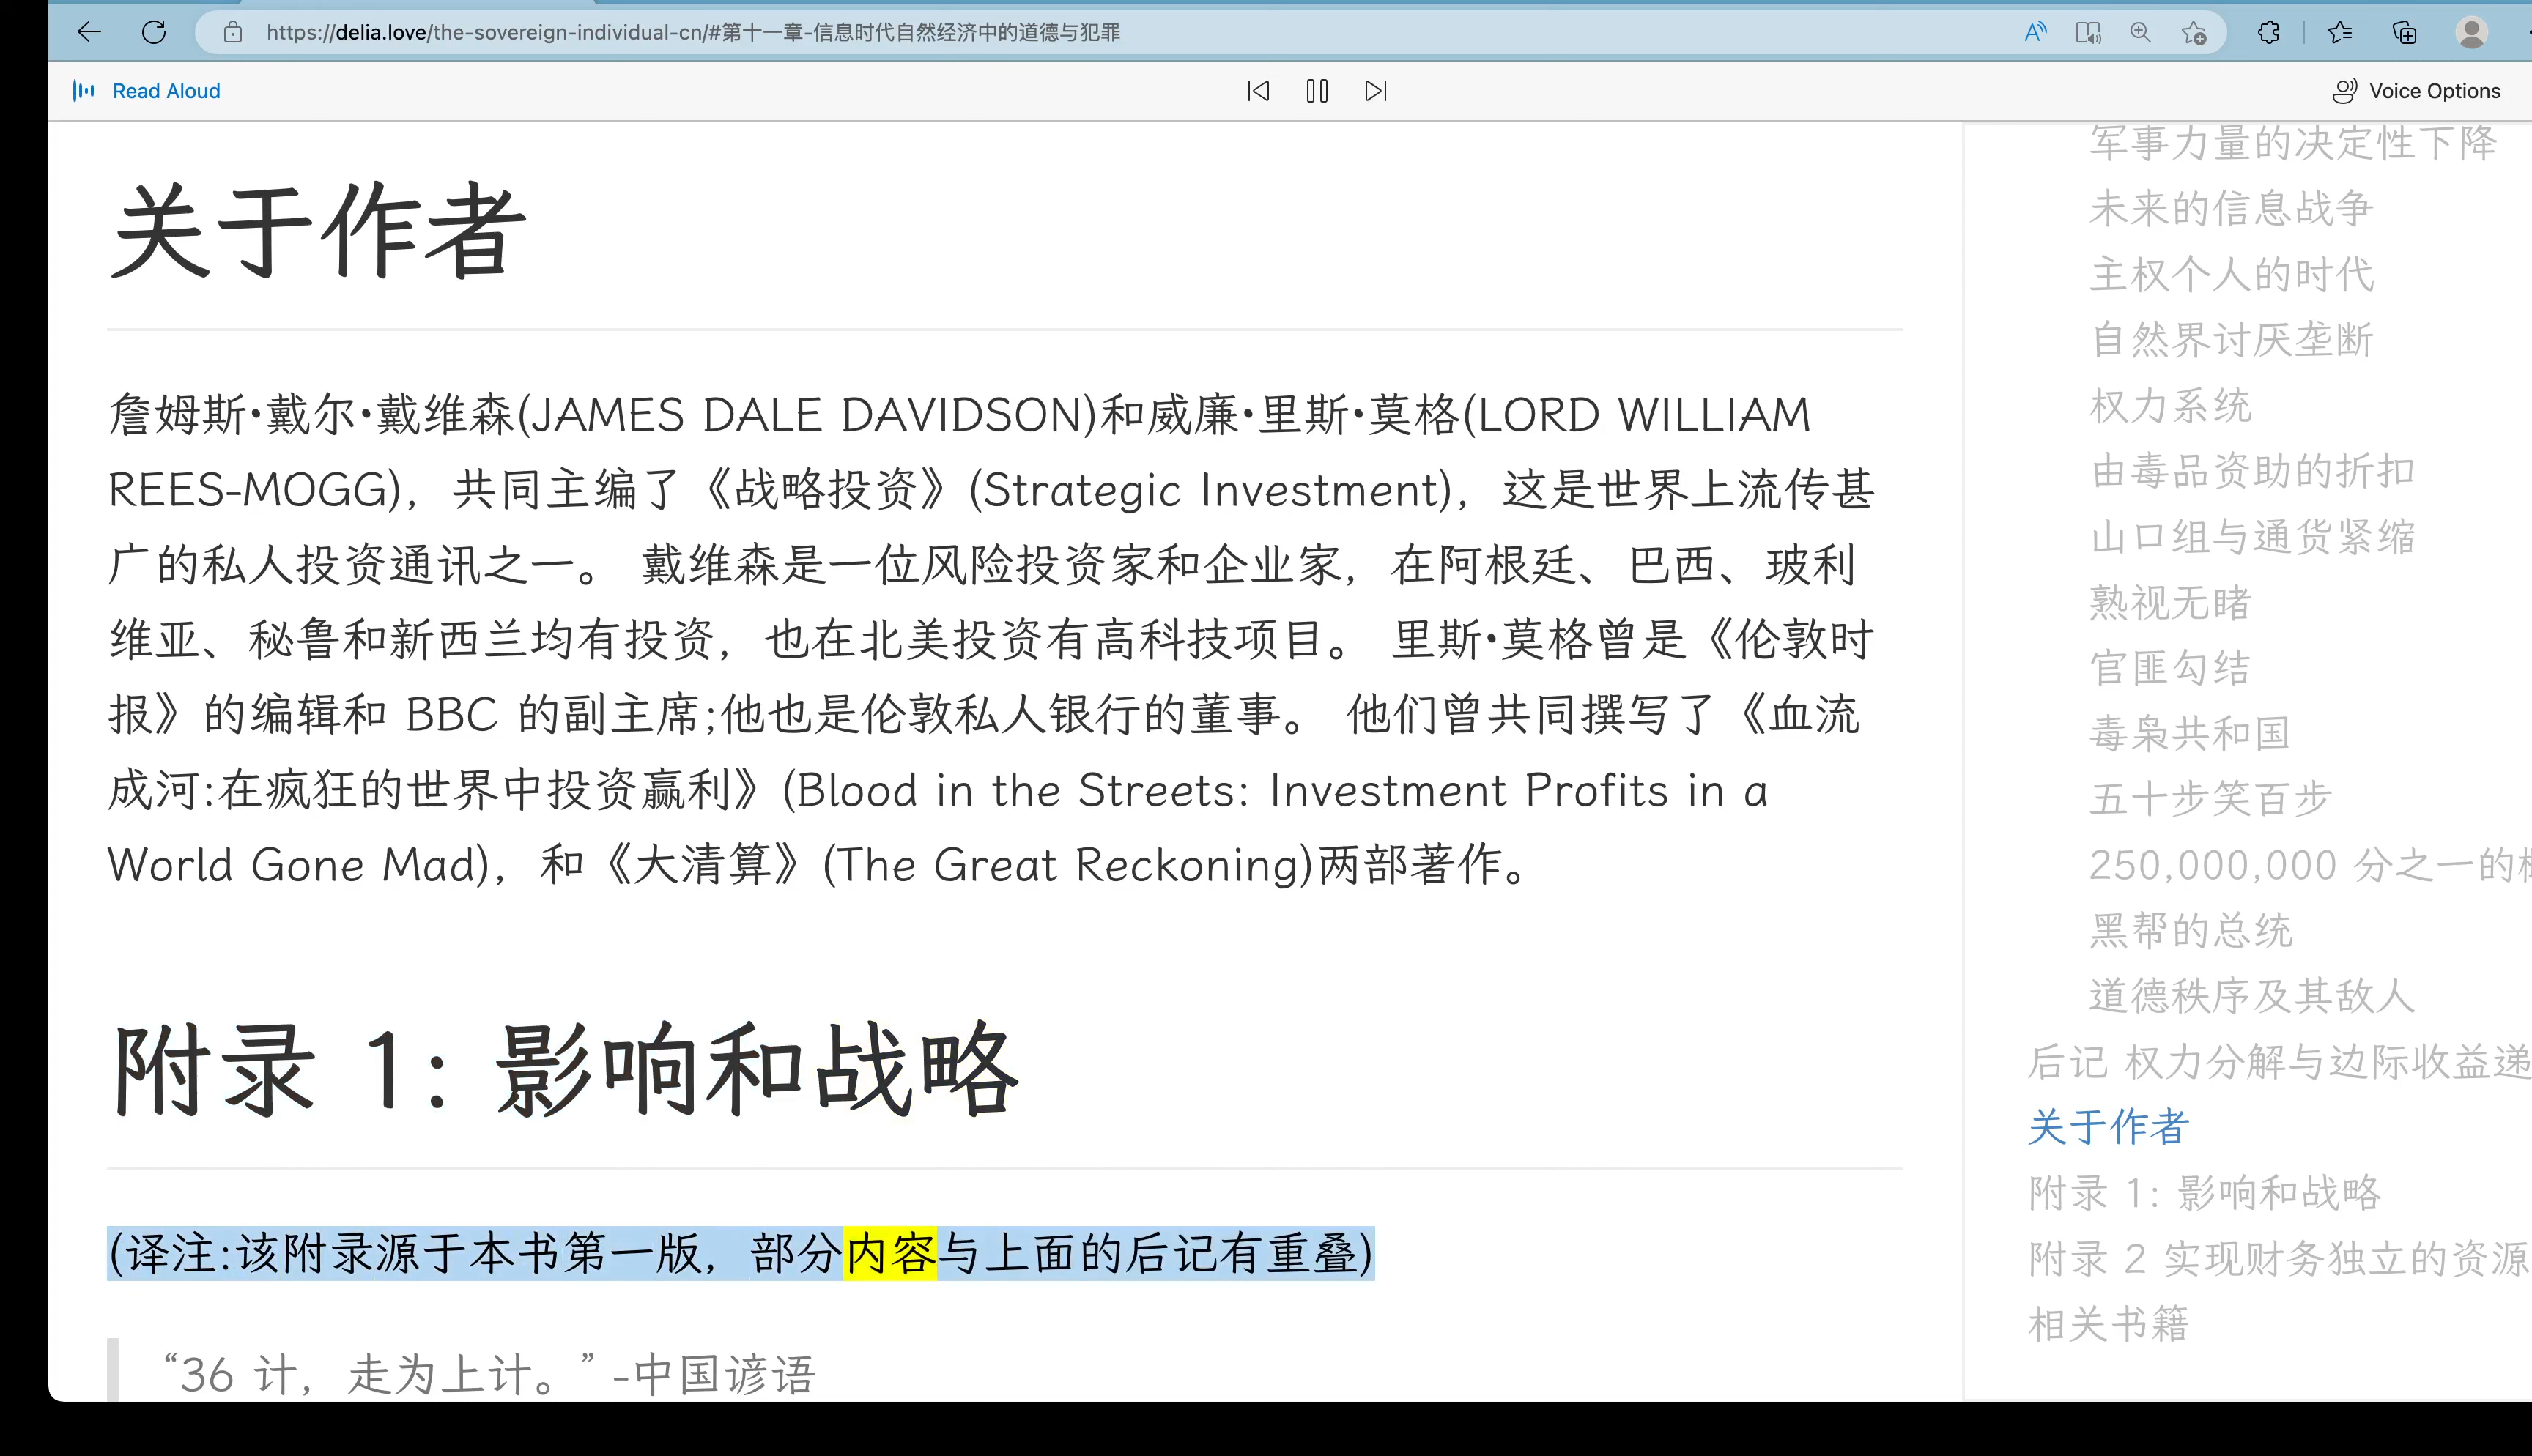 https://delia.love/the-sovereign-individual-cn/#第十一章-信息时代自然经济中的道德与犯罪
Read Aloud
Voice Options
关于作者
詹姆斯·戴尔·戴维森(JAMES DALE DAVIDSON)和威廉·里斯·莫格(LORD WILLIAM
REES-MOGG)，共同主编了《战略投资》(Strategic Investment)，这是世界上流传甚
广的私人投资通讯之一。 戴维森是一位风险投资家和企业家，在阿根廷、巴西、玻利
维亚、秘鲁和新西兰均有投资，也在北美投资有高科技项目。 里斯·莫格曾是《伦敦时
报》的编辑和 BBC 的副主席;他也是伦敦私人银行的董事。 他们曾共同撰写了《血流
成河:在疯狂的世界中投资赢利》(Blood in the Streets: Investment Profits in a
World Gone Mad)，和《大清算》(The Great Reckoning)两部著作。
附录 1: 影响和战略
(译注:该附录源于本书第一版，部分内容与上面的后记有重叠)
“36 计，走为上计。”-中国谚语
军事力量的决定性下降
未来的信息战争
主权个人的时代
自然界讨厌垄断
权力系统
由毒品资助的折扣
山口组与通货紧缩
熟视无睹
官匪勾结
毒枭共和国
五十步笑百步
250,000,000 分之一的
黑帮的总统
道德秩序及其敌人
后记 权力分解与边际收益递
关于作者
附录 1: 影响和战略
附录 2 实现财务独立的资源
相关书籍